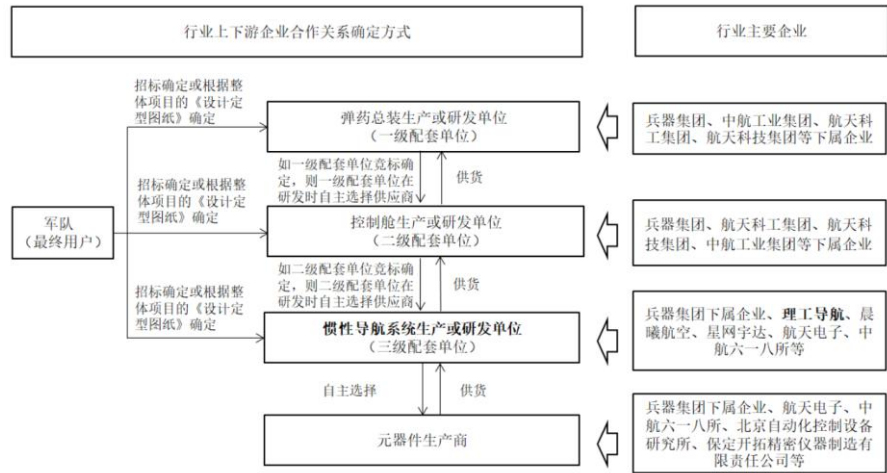 行业上下游企业合作关系确定方式
行业主要企业
招标确定或根据整
体项目的《设计定
型图纸》确定
弹药总装生产或研发单位
（一级配套单位）
兵器集团、中航工业集团、航天科
工集团、航天科技集团等下属企业
如一级配套单位竞标确
定，则一级配套单位在
研发时自主选择供应商
供货
招标确定或根据整
体项目的《设计定
型图纸》确定
军队
（最终用户）
控制舱生产或研发单位
（二级配套单位）
兵器集团、航天科工集团、航天科
技集团、中航工业集团等下属企业
如二级配套单位竞标确
定，则二级配套单位在
研发时自主选择供应商
供货
招标确定或根据整
体项目的《设计定
型图纸》确定
惯性导航系统生产或研发单位
（三级配套单位）
兵器集团下属企业、理工导航、晨
曦航空、星网宇达、航天电子、中
航六一八所等
自主选择
供货
元器件生产商
兵器集团下属企业、航天电子、中
航六一八所、北京自动化控制设备
研究所、保定开拓精密仪器制造有
限责任公司等